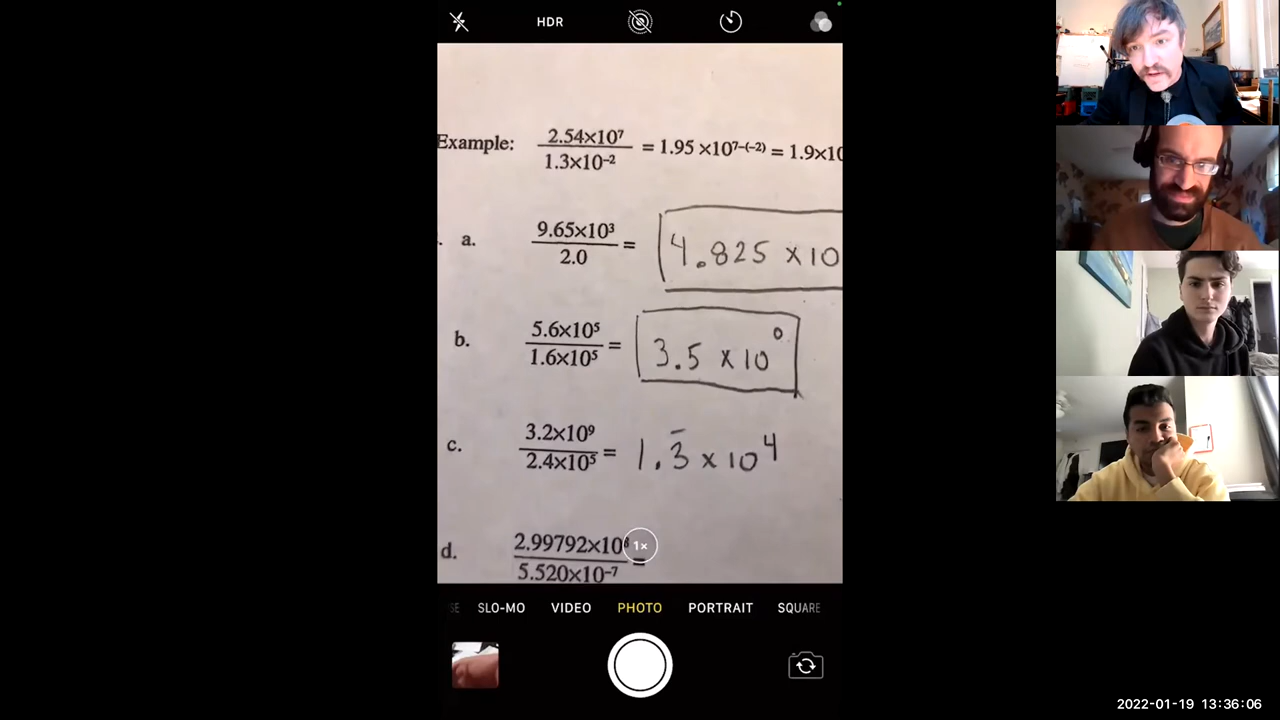 HDR
Example: 2.54×10⁷ / 1.3×10⁻² = 1.95 ×10⁷⁻⁽⁻²⁾ = 1.9×10
a. 9.65×10³ / 2.0 = 4.825 ×10
b. 5.6×10⁵ / 1.6×10⁵ = 3.5 ×10⁰
c. 3.2×10⁹ / 2.4×10⁵ = 1.3̄ ×10⁴
d. 2.99792×10⁸ / 5.520×10⁻⁷ =
1×
SE SLO-MO VIDEO PHOTO PORTRAIT SQUARE
2022-01-19 13:36:06